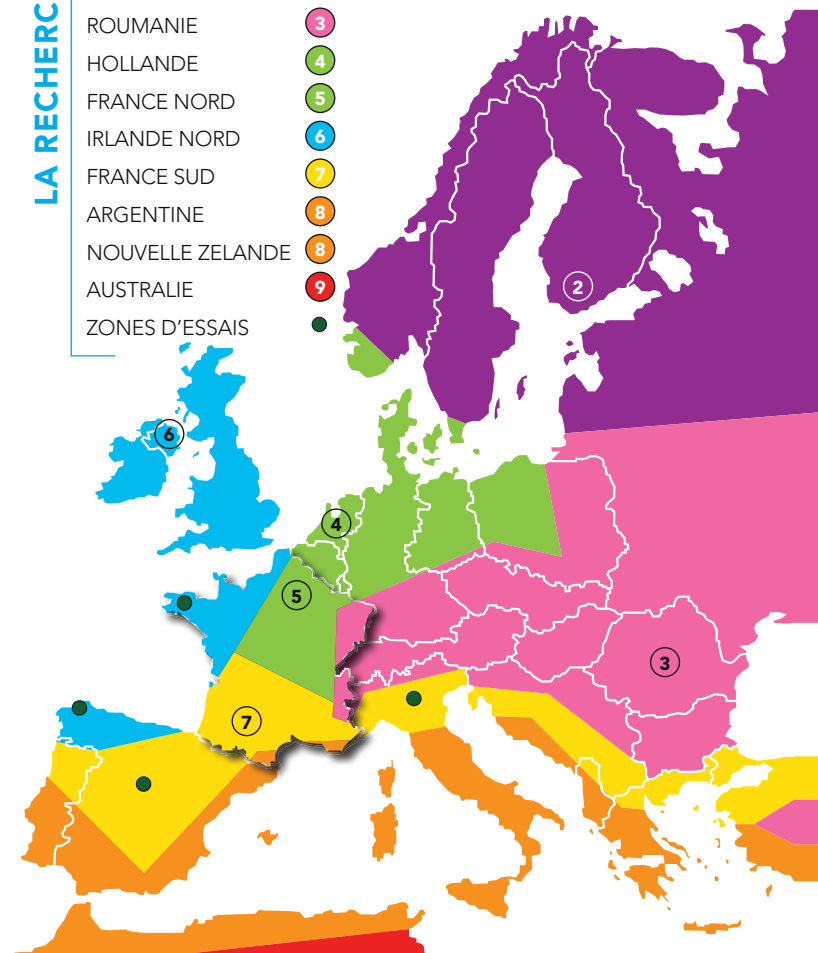 LA RECHERC
ROUMANIE 3
HOLLANDE 4
FRANCE NORD 5
IRLANDE NORD 6
FRANCE SUD 7
ARGENTINE 8
NOUVELLE ZELANDE 8
AUSTRALIE 9
ZONES D'ESSAIS
2
6
4
5
3
7